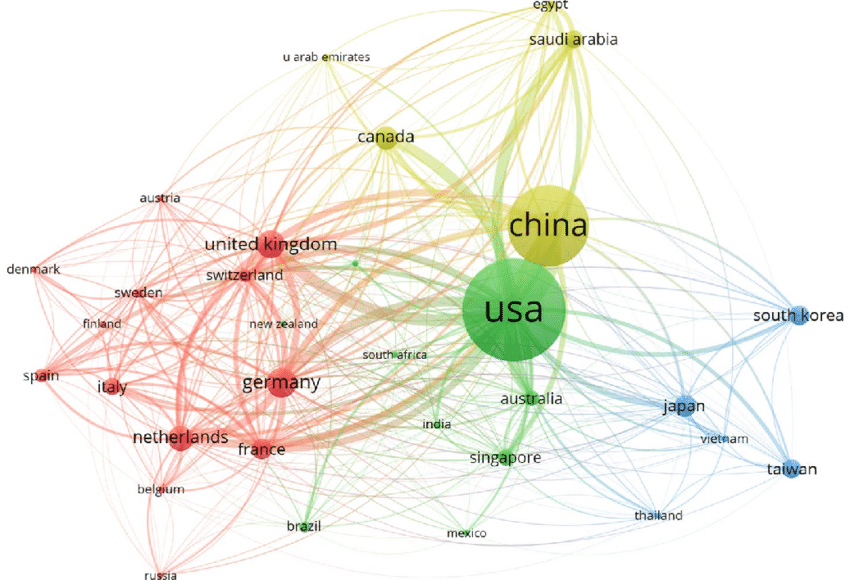 egypt
saudi arabia
u arab emirates
canada
austria
china
united kingdom
denmark
switzerland
sweden
usa
south korea
finland
new zealand
south africa
spain
italy
germany
australia
japan
india
netherlands
vietnam
france
singapore
taiwan
belgium
thailand
brazil
mexico
russia